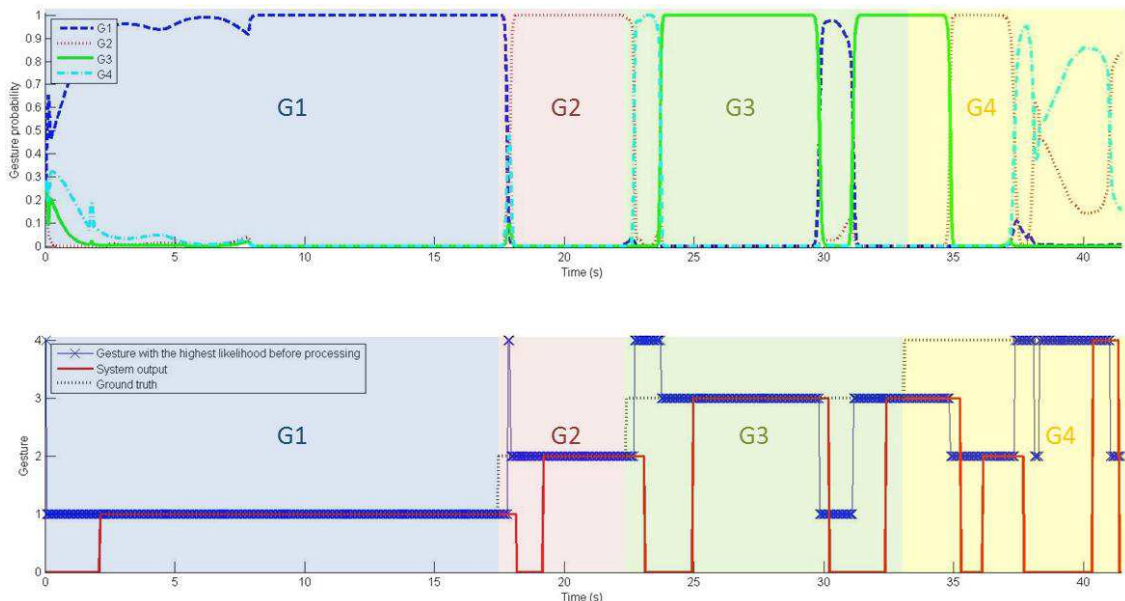 1
0.9
0.8
0.7
0.6
0.5
0.4
0.3
0.2
0.1
0
Gesture probability
G1
G2
G3
G4
G1
G2
G3
G4
0
5
10
15
20
25
30
35
40
Time (s)
4
3
2
1
0
Gesture
Gesture with the highest likelihood before processing
System output
Ground truth
G1
G2
G3
G4
0
5
10
15
20
25
30
35
40
Time (s)